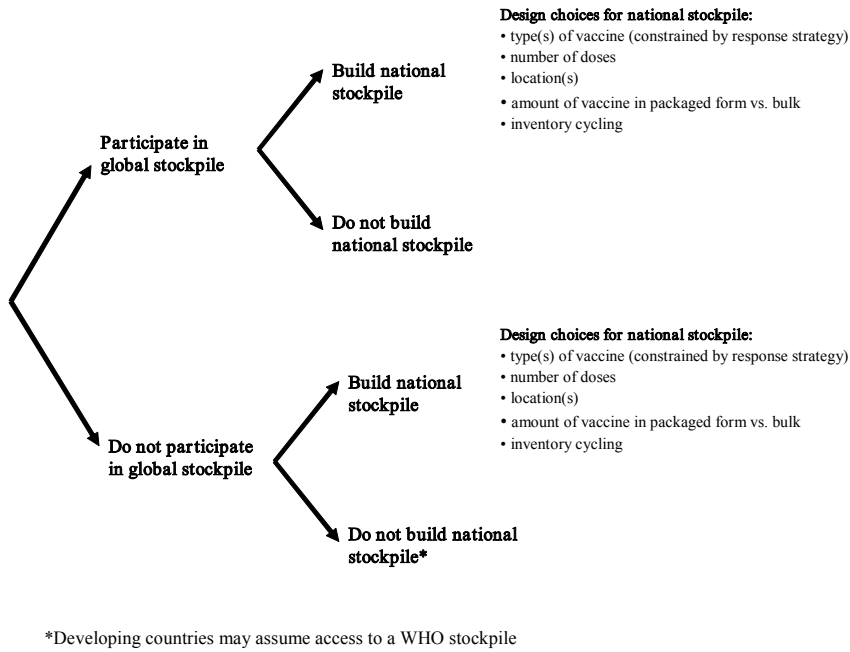 Design choices for national stockpile:
• type(s) of vaccine (constrained by response strategy)
• number of doses
• location(s)
• amount of vaccine in packaged form vs. bulk
• inventory cycling
Build national
stockpile
Participate in
global stockpile
Do not build
national stockpile
Design choices for national stockpile:
• type(s) of vaccine (constrained by response strategy)
• number of doses
• location(s)
• amount of vaccine in packaged form vs. bulk
• inventory cycling
Build national
stockpile
Do not participate
in global stockpile
Do not build national
stockpile*
*Developing countries may assume access to a WHO stockpile